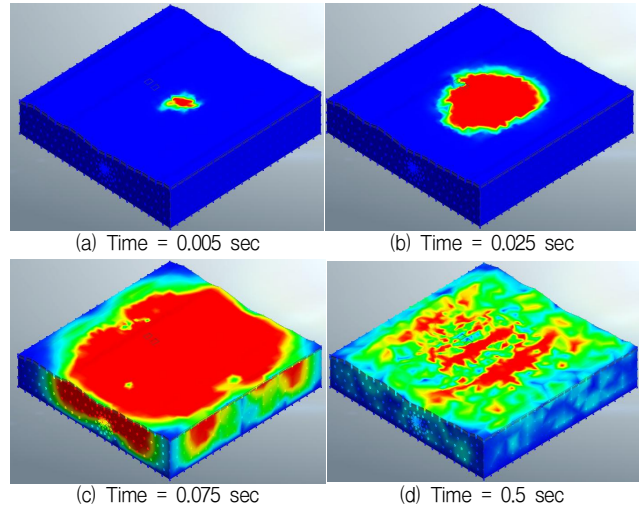 (a) Time = 0.005 sec
(b) Time = 0.025 sec
(c) Time = 0.075 sec
(d) Time = 0.5 sec